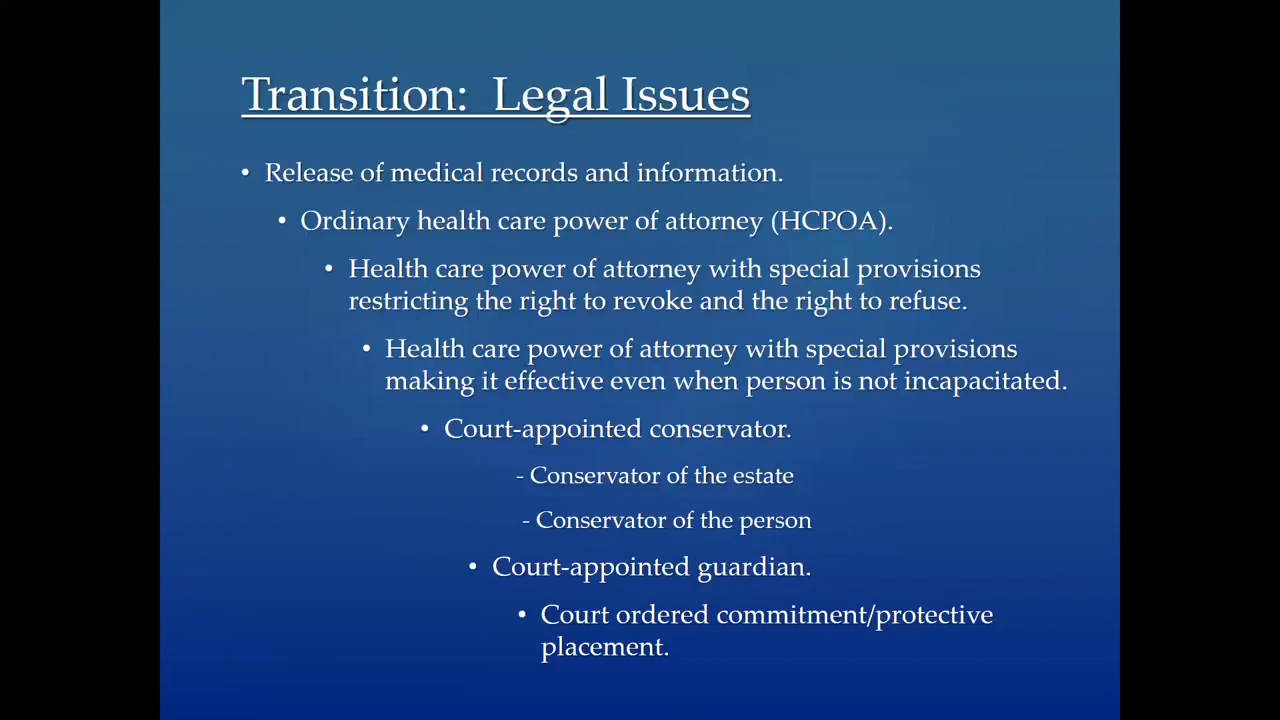 Transition:  Legal Issues
• Release of medical records and information.
• Ordinary health care power of attorney (HCPOA).
• Health care power of attorney with special provisions
restricting the right to revoke and the right to refuse.
• Health care power of attorney with special provisions
making it effective even when person is not incapacitated.
• Court-appointed conservator.
- Conservator of the estate
- Conservator of the person
• Court-appointed guardian.
• Court ordered commitment/protective
placement.